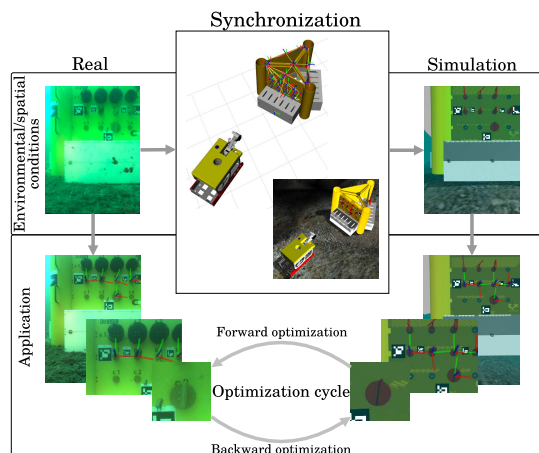 Synchronization
Real
Simulation
Environmental/spatial
conditions
Application
Forward optimization
Optimization cycle
Backward optimization